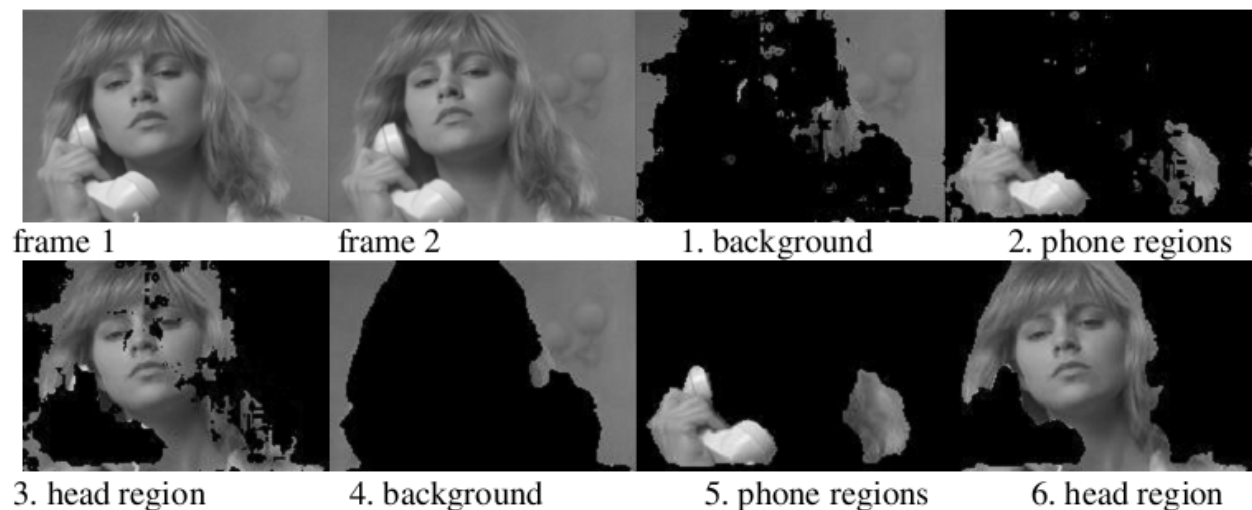 frame 1 frame 2 1. background 2. phone regions
3. head region 4. background 5. phone regions 6. head region